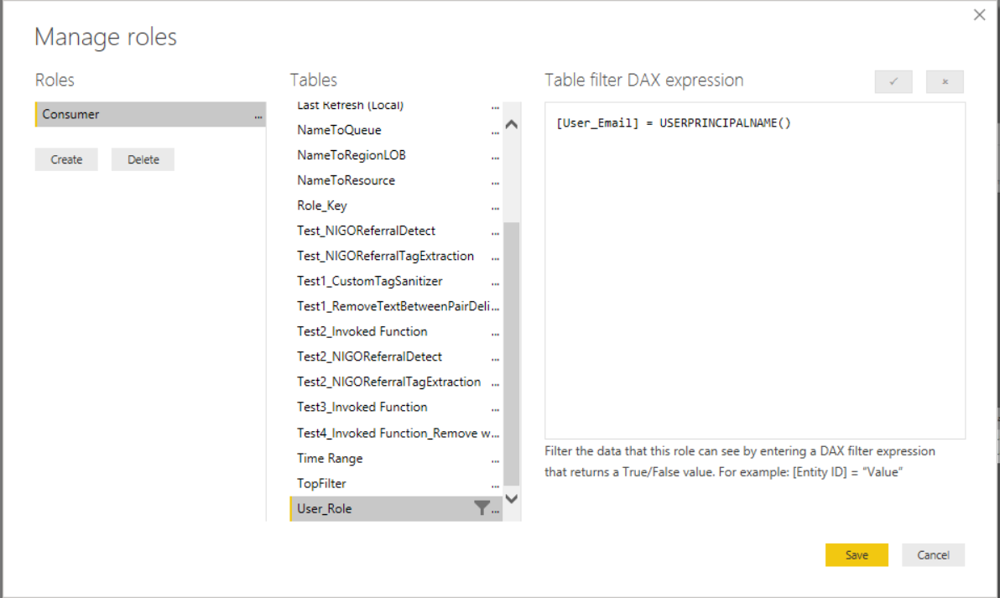 Manage roles
Roles
Consumer ...
Create
Delete
Tables
Last Refresh (Local) ...
NameToQueue ...
NameToRegionLOB ...
NameToResource ...
Role_Key ...
Test_NIGOReferralDetect ...
Test_NIGOReferralTagExtraction ...
Test1_CustomTagSanitizer ...
Test1_RemoveTextBetweenPairDeli...
Test2_Invoked Function ...
Test2_NIGOReferralDetect ...
Test2_NIGOReferralTagExtraction ...
Test3_Invoked Function ...
Test4_Invoked Function_Remove w...
Time Range ...
TopFilter ...
User_Role ...
Table filter DAX expression
[User_Email] = USERPRINCIPALNAME()
Filter the data that this role can see by entering a DAX filter expression
that returns a True/False value. For example: [Entity ID] = “Value”
Save
Cancel